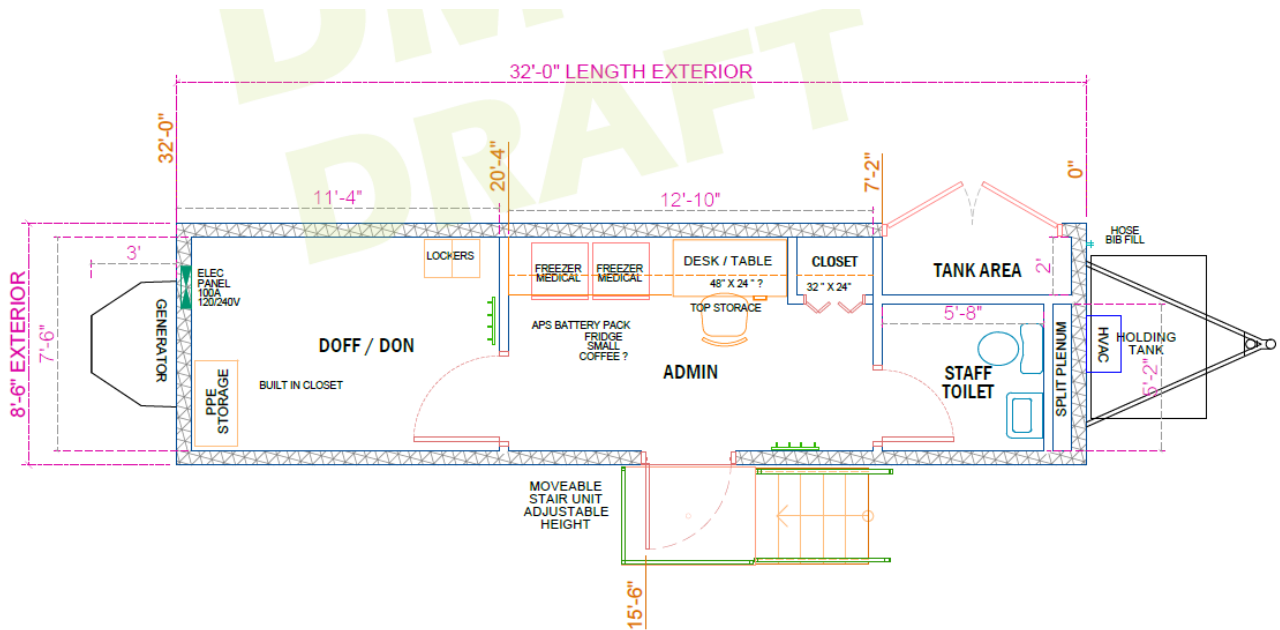 DM
DRAFT
32'-0" LENGTH EXTERIOR
32'-0"
20'-4"
7'-2"
0"
11'-4"
12'-10"
3'
8'-6" EXTERIOR
7'-6"
GENERATOR
ELEC
PANEL
100A
120/240V
LOCKERS
DOFF / DON
BUILT IN CLOSET
PPE
STORAGE
FREEZER
MEDICAL
FREEZER
MEDICAL
DESK / TABLE
48" X 24 " ?
TOP STORAGE
CLOSET
32 " X 24"
APS BATTERY PACK
FRIDGE
SMALL
COFFEE ?
ADMIN
TANK AREA
2'
5'-8"
STAFF
TOILET
SPLIT PLENUM
HVAC
5'-2"
HOSE
BIB FILL
HOLDING
TANK
MOVEABLE
STAIR UNIT
ADJUSTABLE
HEIGHT
15'-6"